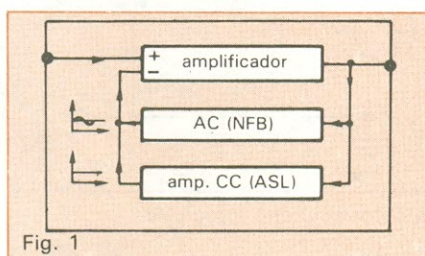 +
−
amplificador
AC (NFB)
amp. CC (ASL)
Fig. 1